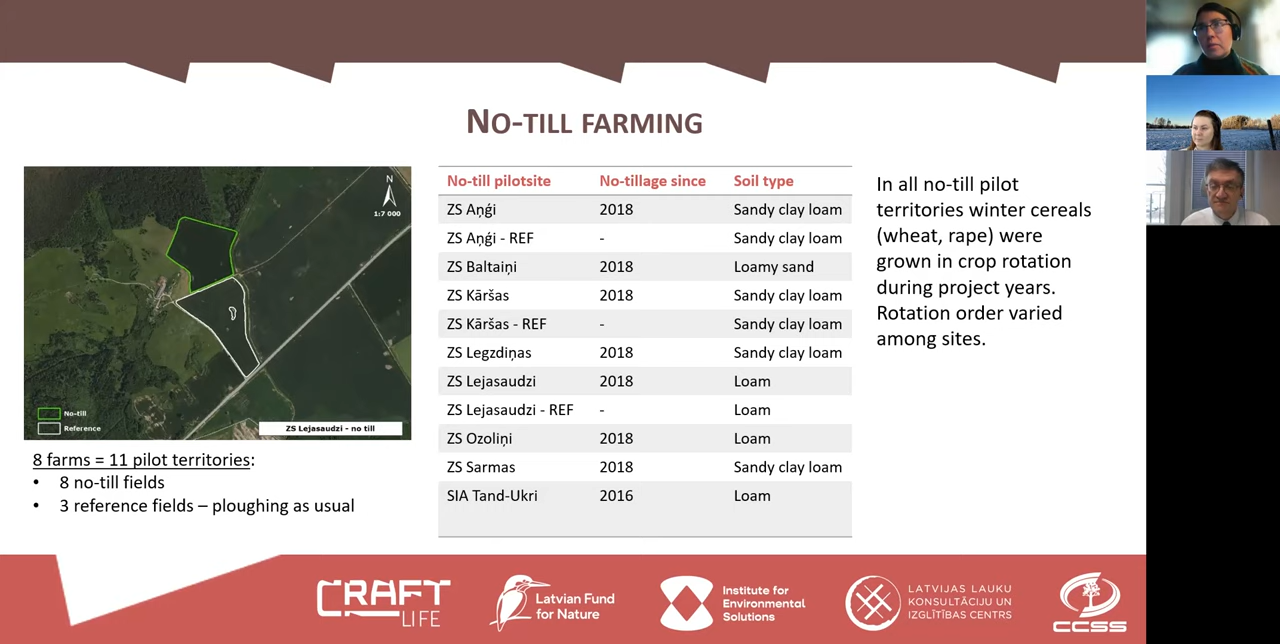 NO-TILL FARMING
N
1:7 000
No-till
Reference
ZS Lejasaudzi - no till
8 farms = 11 pilot territories:
• 8 no-till fields
• 3 reference fields – ploughing as usual
No-till pilotsite No-tillage since Soil type
ZS Aņģi 2018 Sandy clay loam
ZS Aņģi - REF - Sandy clay loam
ZS Baltaiņi 2018 Loamy sand
ZS Kāršas 2018 Sandy clay loam
ZS Kāršas - REF - Sandy clay loam
ZS Legzdiņas 2018 Sandy clay loam
ZS Lejasaudzi 2018 Loam
ZS Lejasaudzi - REF - Loam
ZS Ozoliņi 2018 Loam
ZS Sarmas 2018 Sandy clay loam
SIA Tand-Ukri 2016 Loam
In all no-till pilot
territories winter cereals
(wheat, rape) were
grown in crop rotation
during project years.
Rotation order varied
among sites.
CRAFT
LIFE
Latvian Fund
for Nature
Institute for
Environmental
Solutions
LATVIJAS LAUKU
KONSULTĀCIJU UN
IZGLĪTĪBAS CENTRS
CCSS